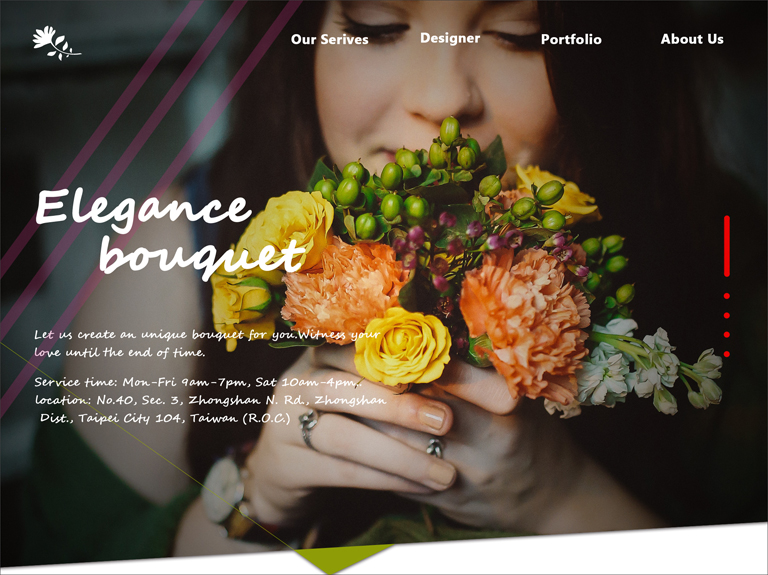 Our Serives
Designer
Portfolio
About Us
Elegance
bouquet
Let us create an unique bouquet for you.Witness your
love until the end of time.
Service time: Mon-Fri 9am-7pm, Sat 10am-4pm,.
location: No.40, Sec. 3, Zhongshan N. Rd., Zhongshan
Dist., Taipei City 104, Taiwan (R.O.C.)